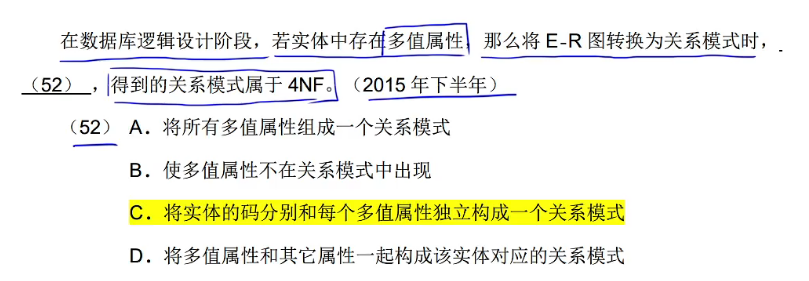 在数据库逻辑设计阶段，若实体中存在多值属性，那么将 E-R 图转换为关系模式时，
（52），得到的关系模式属于 4NF。（2015 年下半年）
（52） A．将所有多值属性组成一个关系模式
B．使多值属性不在关系模式中出现
C．将实体的码分别和每个多值属性独立构成一个关系模式
D．将多值属性和其它属性一起构成该实体对应的关系模式